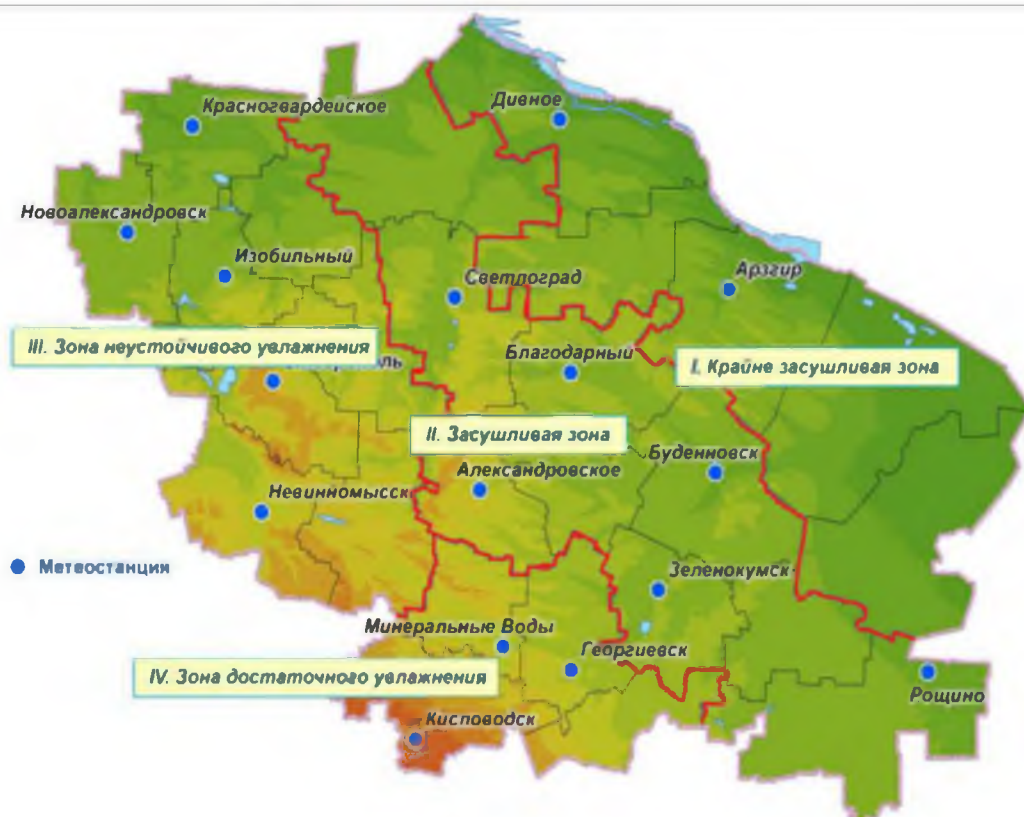 Красногвардейское
Дивное
Новоалександровск
Изобильный
Светлоград
Арзгир
III. Зона неустойчивого увлажнения
Благодарный
I. Крайне засушливая зона
II. Засушливая зона
Буденновск
Александровское
Невинномысск
Метеостанция
Зеленокумск
Минеральные Воды
Георгиевск
IV. Зона достаточного увлажнения
Рощино
Кисловодск